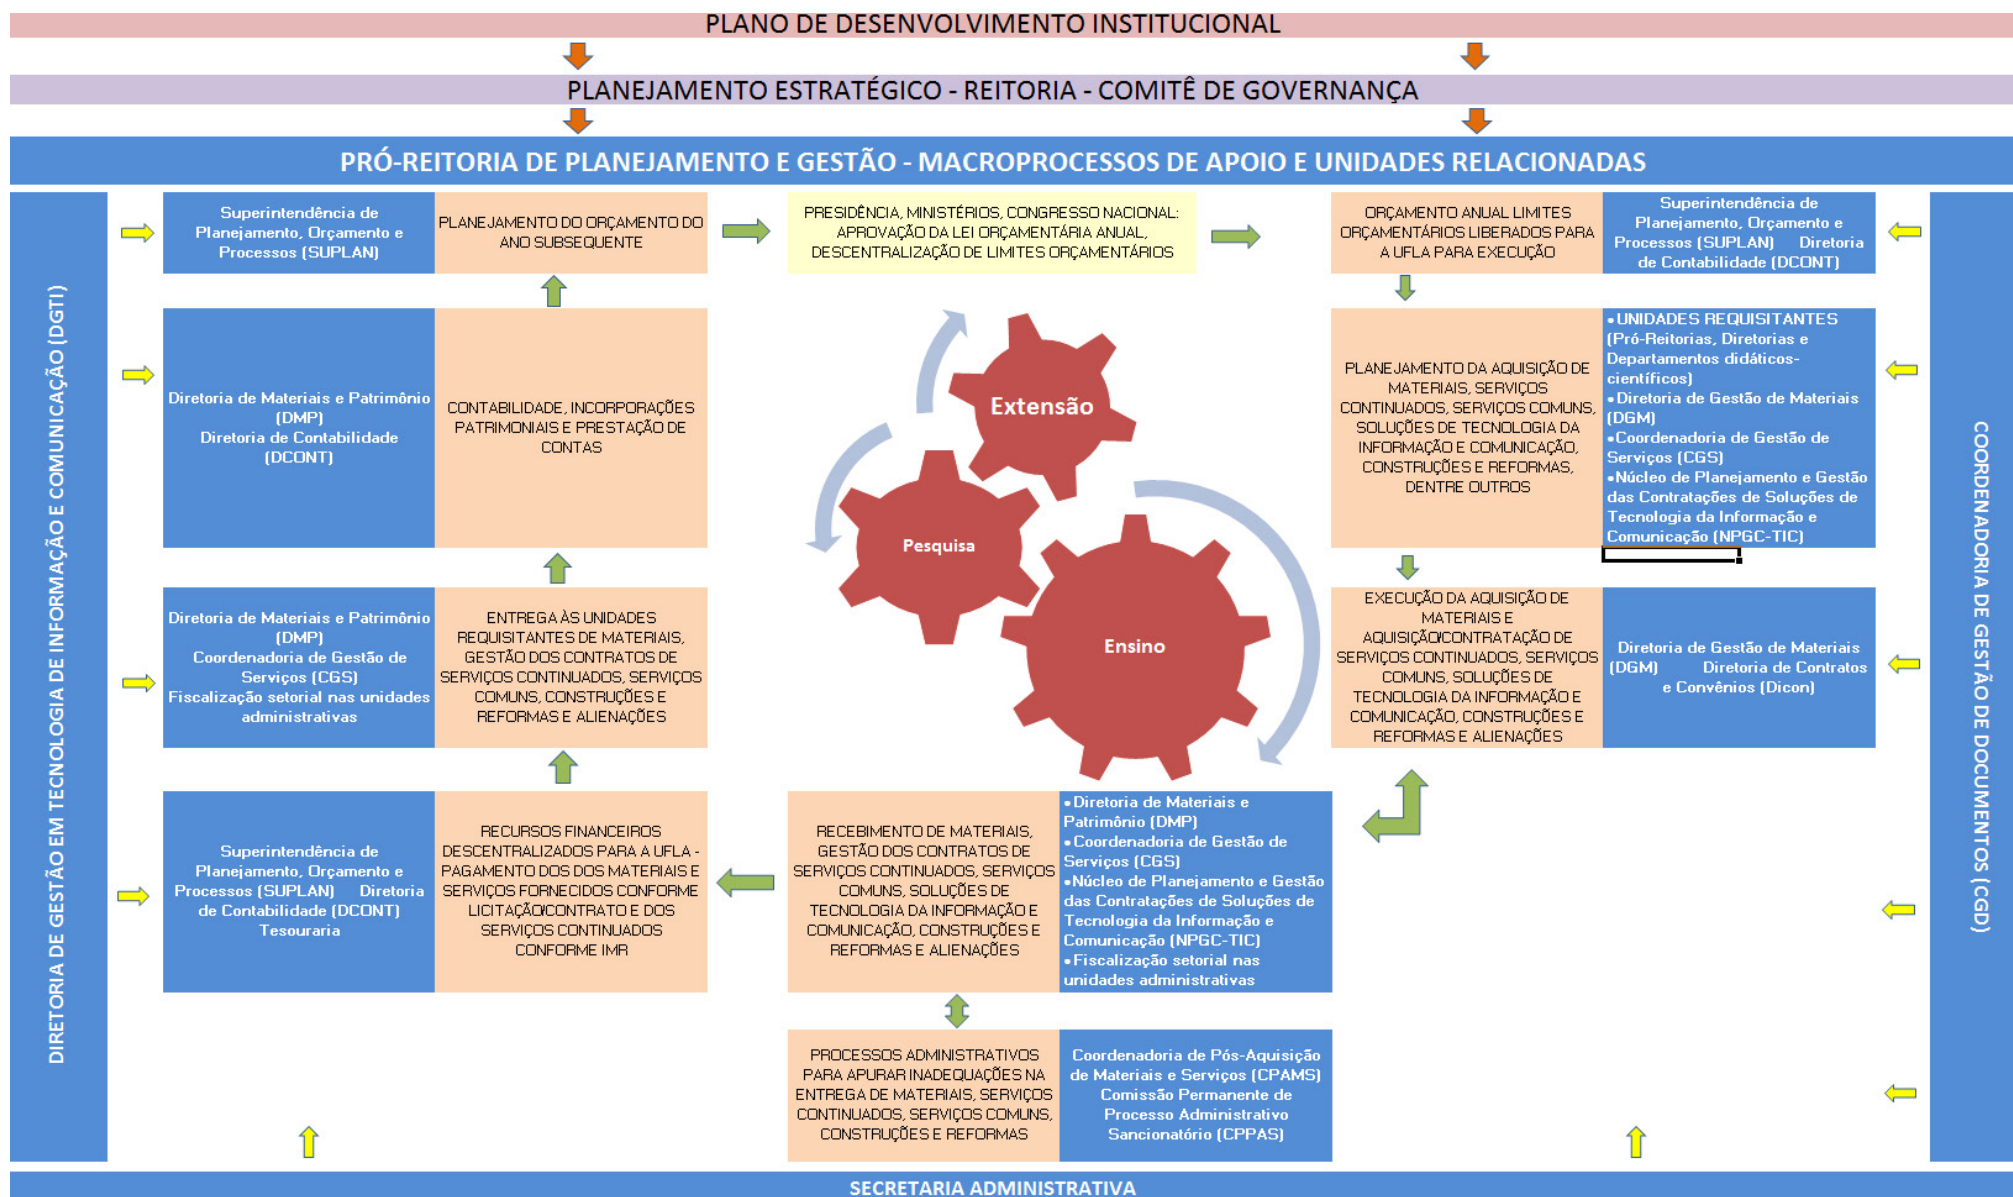 PLANO DE DESENVOLVIMENTO INSTITUCIONAL
PLANEJAMENTO ESTRATÉGICO - REITORIA - COMITÊ DE GOVERNANÇA
PRÓ-REITORIA DE PLANEJAMENTO E GESTÃO - MACROPROCESSOS DE APOIO E UNIDADES RELACIONADAS
DIRETORIA DE GESTÃO EM TECNOLOGIA DE INFORMAÇÃO E COMUNICAÇÃO (DGTI)
Superintendência de
Planejamento, Orçamento e
Processos (SUPLAN)
PLANEJAMENTO DO ORÇAMENTO DO
ANO SUBSEQUENTE
PRESIDÊNCIA, MINISTÉRIOS, CONGRESSO NACIONAL:
APROVAÇÃO DA LEI ORÇAMENTÁRIA ANUAL,
DESCENTRALIZAÇÃO DE LIMITES ORÇAMENTÁRIOS
ORÇAMENTO ANUAL LIMITES
ORÇAMENTÁRIOS LIBERADOS PARA
A UFLA PARA EXECUÇÃO
Superintendência de
Planejamento, Orçamento e
Processos (SUPLAN) Diretoria
de Contabilidade (DCONT)
Diretoria de Materiais e Patrimônio
(DMP)
Diretoria de Contabilidade
(DCONT)
CONTABILIDADE, INCORPORAÇÕES
PATRIMONIAIS E PRESTAÇÃO DE
CONTAS
Extensão
Pesquisa
Ensino
PLANEJAMENTO DA AQUISIÇÃO DE
MATERIAIS, SERVIÇOS
CONTINUADOS, SERVIÇOS COMUNS,
SOLUÇÕES DE TECNOLOGIA DA
INFORMAÇÃO E COMUNICAÇÃO,
CONSTRUÇÕES E REFORMAS,
DENTRE OUTROS
•UNIDADES REQUISITANTES
(Pró-Reitorias, Diretorias e
Departamentos didáticos-
científicos)
•Diretoria de Gestão de Materiais
(DGM)
•Coordenadoria de Gestão de
Serviços (CGS)
•Núcleo de Planejamento e Gestão
das Contratações de Soluções de
Tecnologia da Informação e
Comunicação (NPGC-TIC)
Diretoria de Materiais e Patrimônio
(DMP)
Coordenadoria de Gestão de
Serviços (CGS)
Fiscalização setorial nas unidades
administrativas
ENTREGA ÀS UNIDADES
REQUISITANTES DE MATERIAIS,
GESTÃO DOS CONTRATOS DE
SERVIÇOS CONTINUADOS, SERVIÇOS
COMUNS, CONSTRUÇÕES E
REFORMAS E ALIENAÇÕES
EXECUÇÃO DA AQUISIÇÃO DE
MATERIAIS E
AQUISIÇÃO/CONTRATAÇÃO DE
SERVIÇOS CONTINUADOS, SERVIÇOS
COMUNS, SOLUÇÕES DE
TECNOLOGIA DA INFORMAÇÃO E
COMUNICAÇÃO, CONSTRUÇÕES E
REFORMAS E ALIENAÇÕES
Diretoria de Gestão de Materiais
(DGM) Diretoria de Contratos
e Convênios (Dicon)
Superintendência de
Planejamento, Orçamento e
Processos (SUPLAN) Diretoria
de Contabilidade (DCONT)
Tesouraria
RECURSOS FINANCEIROS
DESCENTRALIZADOS PARA A UFLA -
PAGAMENTO DOS DOS MATERIAIS E
SERVIÇOS FORNECIDOS CONFORME
LICITAÇÃO/CONTRATO E DOS
SERVIÇOS CONTINUADOS
CONFORME IMR
RECEBIMENTO DE MATERIAIS,
GESTÃO DOS CONTRATOS DE
SERVIÇOS CONTINUADOS, SERVIÇOS
COMUNS, SOLUÇÕES DE
TECNOLOGIA DA INFORMAÇÃO E
COMUNICAÇÃO, CONSTRUÇÕES E
REFORMAS E ALIENAÇÕES
•Diretoria de Materiais e
Patrimônio (DMP)
•Coordenadoria de Gestão de
Serviços (CGS)
•Núcleo de Planejamento e Gestão
das Contratações de Soluções de
Tecnologia da Informação e
Comunicação (NPGC-TIC)
•Fiscalização setorial nas
unidades administrativas
PROCESSOS ADMINISTRATIVOS
PARA APURAR INADEQUAÇÕES NA
ENTREGA DE MATERIAIS, SERVIÇOS
CONTINUADOS, SERVIÇOS COMUNS,
CONSTRUÇÕES E REFORMAS
Coordenadoria de Pós-Aquisição
de Materiais e Serviços (CPAMS)
Comissão Permanente de
Processo Administrativo
Sancionatório (CPPAS)
COORDENADORIA DE GESTÃO DE DOCUMENTOS (CGD)
SECRETARIA ADMINISTRATIVA